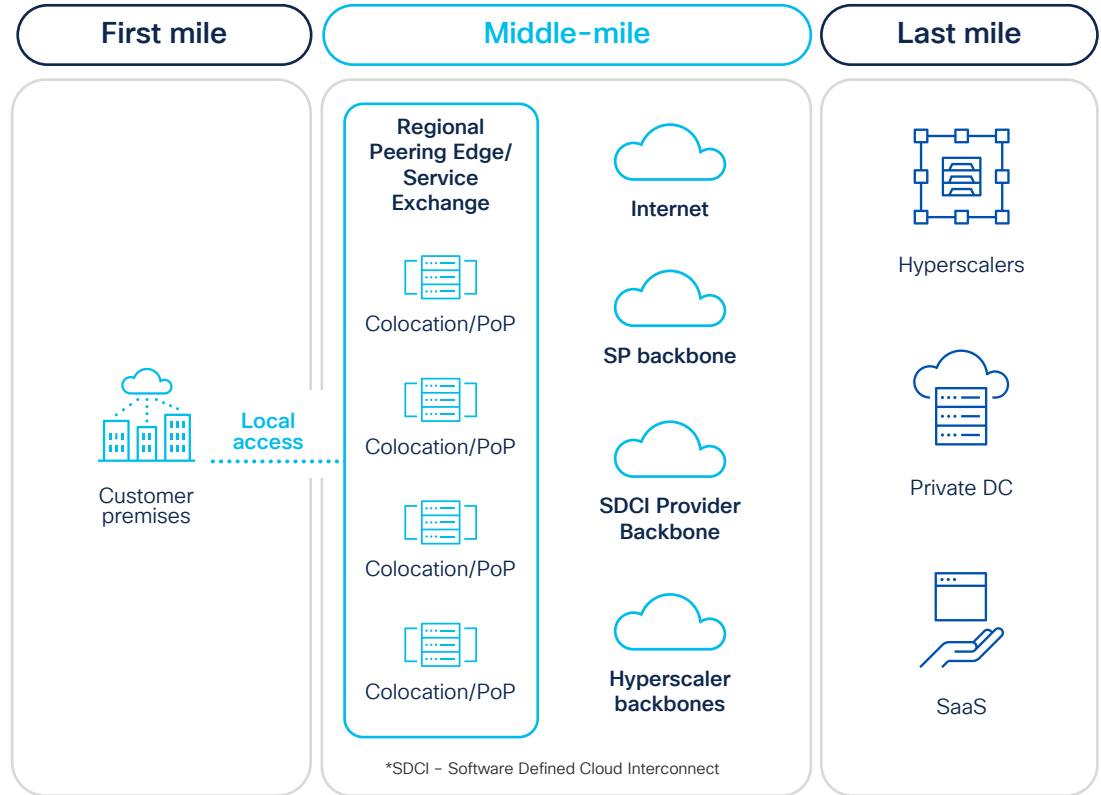 First mile
Middle-mile
Last mile
Customer
premises
Local
access
Regional
Peering Edge/
Service
Exchange
Colocation/PoP
Colocation/PoP
Colocation/PoP
Colocation/PoP
Internet
SP backbone
SDCI Provider
Backbone
Hyperscaler
backbones
*SDCI – Software Defined Cloud Interconnect
Hyperscalers
Private DC
SaaS